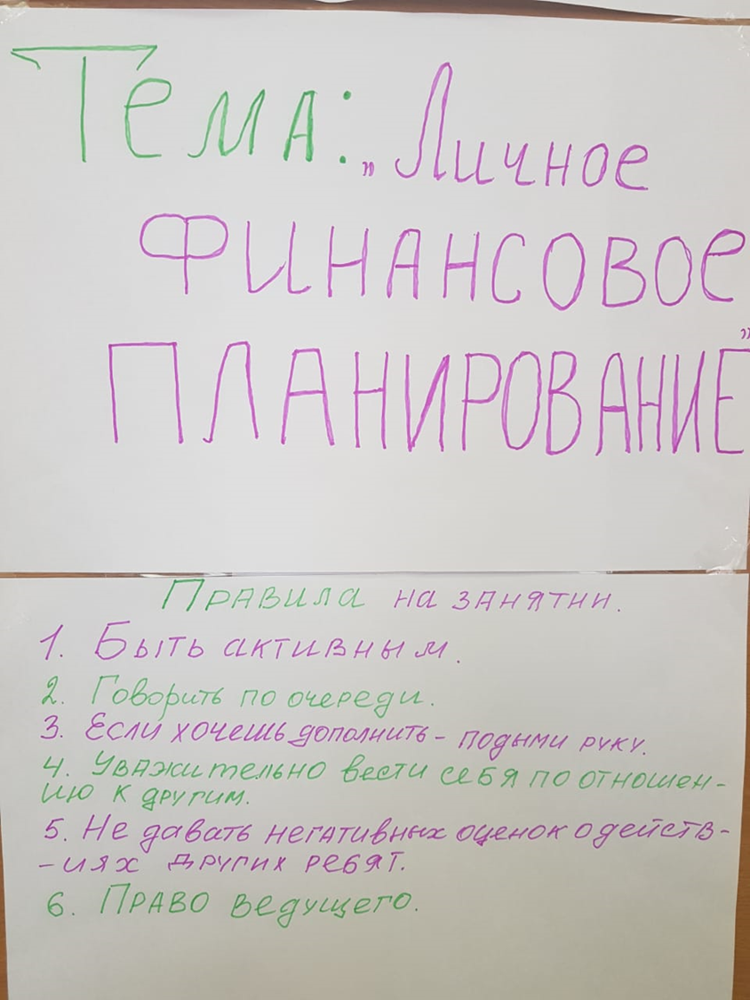 Тема: „Личное
финансовое
ПЛАНИРОВАНИЕ"
Правила на занятии.
1. Быть активным.
2. Говорить по очереди.
3. Если хочешь дополнить - подыми руку.
4. Уважительно вести себя по отношен-
ию к другим.
5. Не давать негативных оценок о действ-
-иях других ребят.
6. Право ведущего.